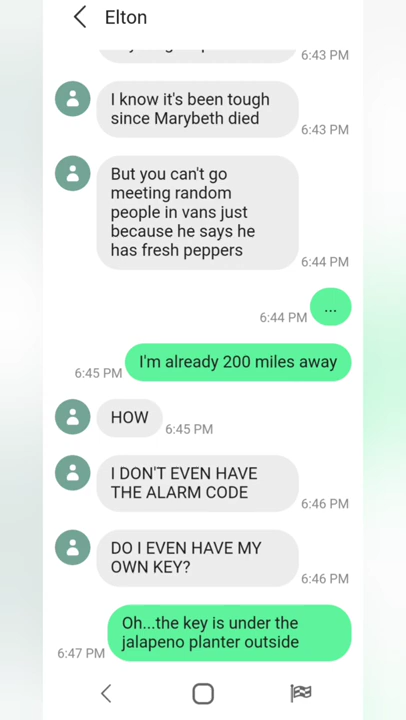 Elton
6:43 PM
I know it's been tough
since Marybeth died
6:43 PM
But you can't go
meeting random
people in vans just
because he says he
has fresh peppers
6:44 PM
...
6:44 PM
I'm already 200 miles away
6:45 PM
HOW
6:45 PM
I DON'T EVEN HAVE
THE ALARM CODE
6:46 PM
DO I EVEN HAVE MY
OWN KEY?
6:46 PM
Oh...the key is under the
jalapeno planter outside
6:47 PM